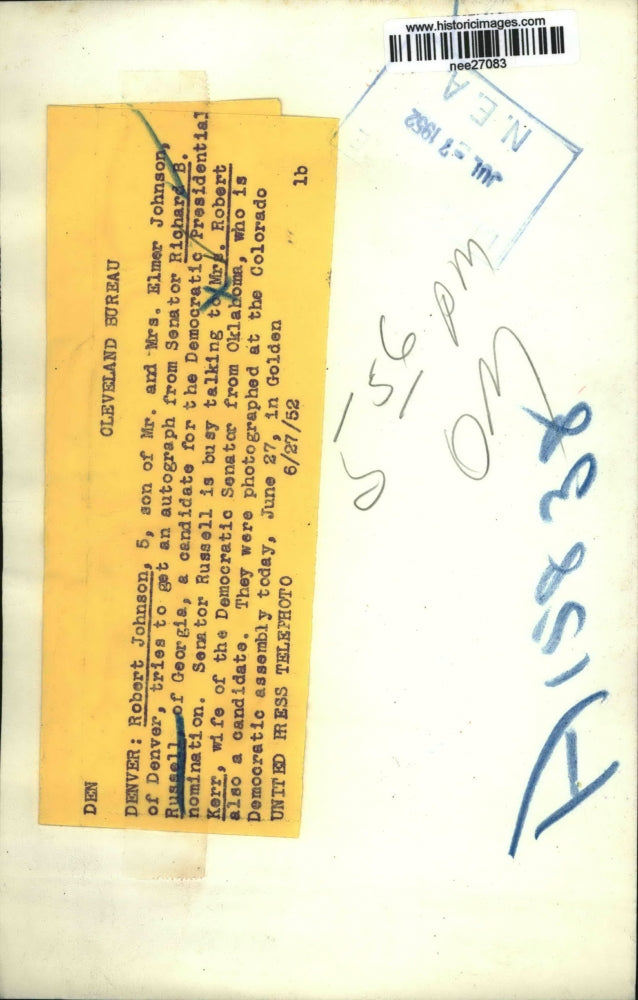 www.historicimages.com
nee27083
N.E.A
JUL -7 1952
DEN CLEVELAND BUREAU
DENVER: Robert Johnson, 5, son of Mr. and Mrs. Elmer Johnson,
of Denver, tries to get an autograph from Senator Richard B.
Russell of Georgia, a candidate for the Democratic Presidential
nomination. Senator Russell is busy talking to Mrs. Robert
Kerr, wife of the Democratic Senator from Oklahoma, who is
also a candidate. They were photographed at the Colorado
Democratic assembly today, June 27, in Golden
UNITED PRESS TELEPHOTO 6/27/52 lb
5-56 pm